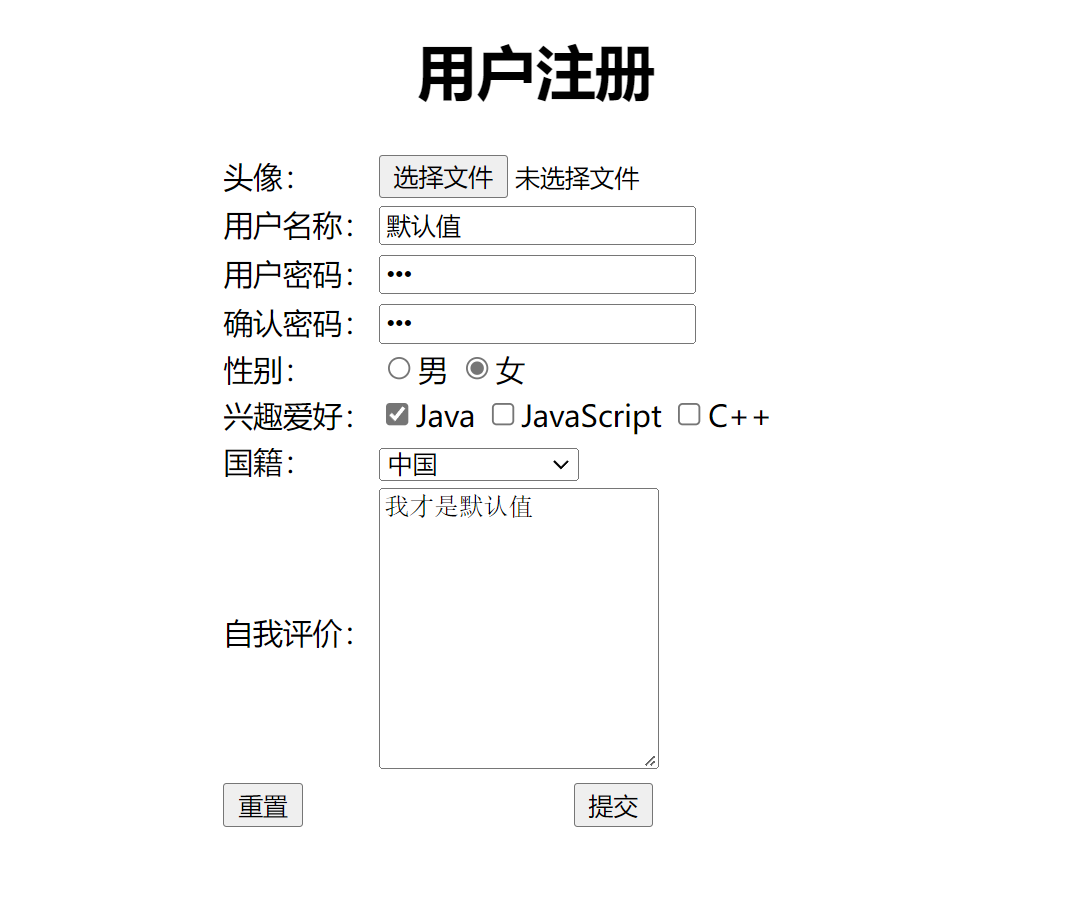 用户注册
头像： 选择文件 未选择文件
用户名称： 默认值
用户密码： •••
确认密码： •••
性别： 男 女
兴趣爱好： Java JavaScript C++
国籍： 中国
我才是默认值
自我评价：
重置 提交